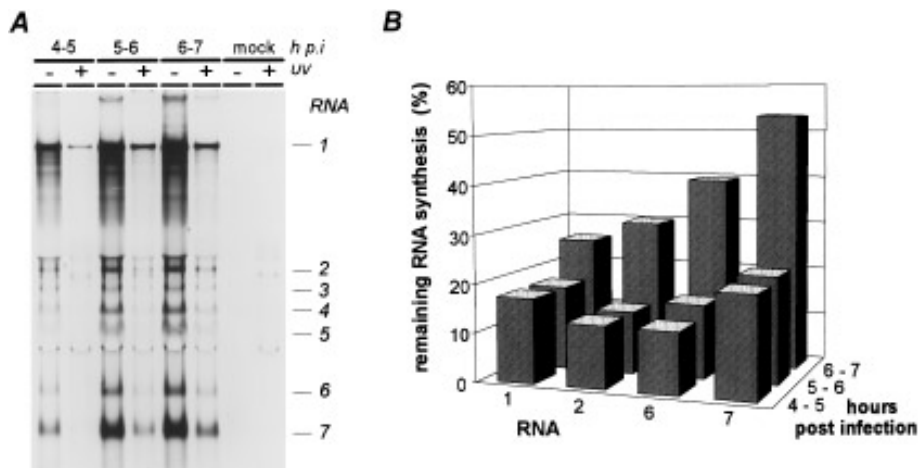 A
4-5 5-6 6-7 mock h p.i
- + - + - + - + UV
RNA
1
2
3
4
5
6
7
B
remaining RNA synthesis (%)
60
50
40
30
20
10
0
1 2 6 7
RNA
6 - 7
5 - 6
4 - 5 hours
post infection